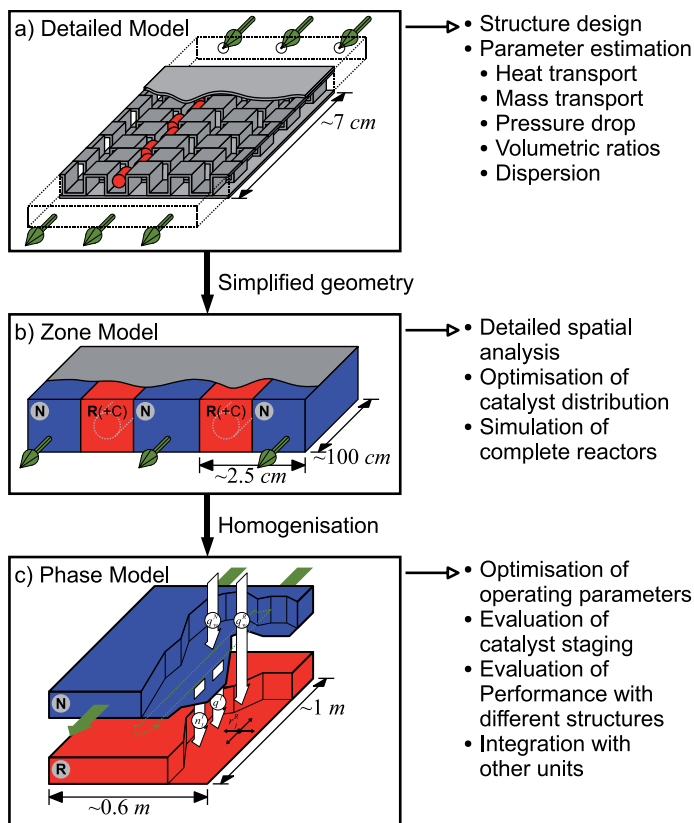 a) Detailed Model
~7 cm
• Structure design
• Parameter estimation
• Heat transport
• Mass transport
• Pressure drop
• Volumetric ratios
• Dispersion
Simplified geometry
b) Zone Model
N R(+C) N R(+C) N
~2.5 cm
~100 cm
• Detailed spatial
analysis
• Optimisation of
catalyst distribution
• Simulation of
complete reactors
Homogenisation
c) Phase Model
N
R
~0.6 m
~1 m
• Optimisation of
operating parameters
• Evaluation of
catalyst staging
• Evaluation of
Performance with
different structures
• Integration with
other units